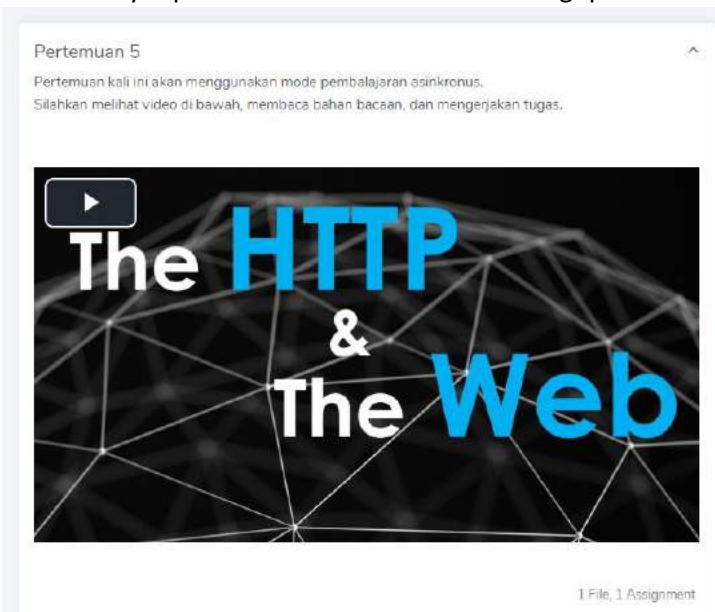 Pertemuan 5
Pertemuan kali ini akan menggunakan mode pembalajaran asinkronus.
Silahkan melihat video di bawah, membaca bahan bacaan, dan mengerjakan tugas.
The HTTP
&
The Web
1 File, 1 Assignment